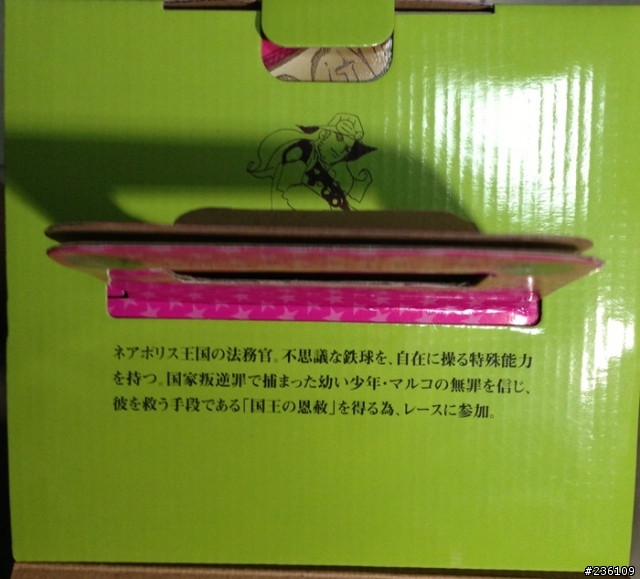 ネアポリス王国の法務官。不思議な鉄球を、自在に操る特殊能力
を持つ。国家叛逆罪で捕まった幼い少年・マルコの無罪を信じ、
彼を救う手段である「国王の恩赦」を得る為、レースに参加。
#236109